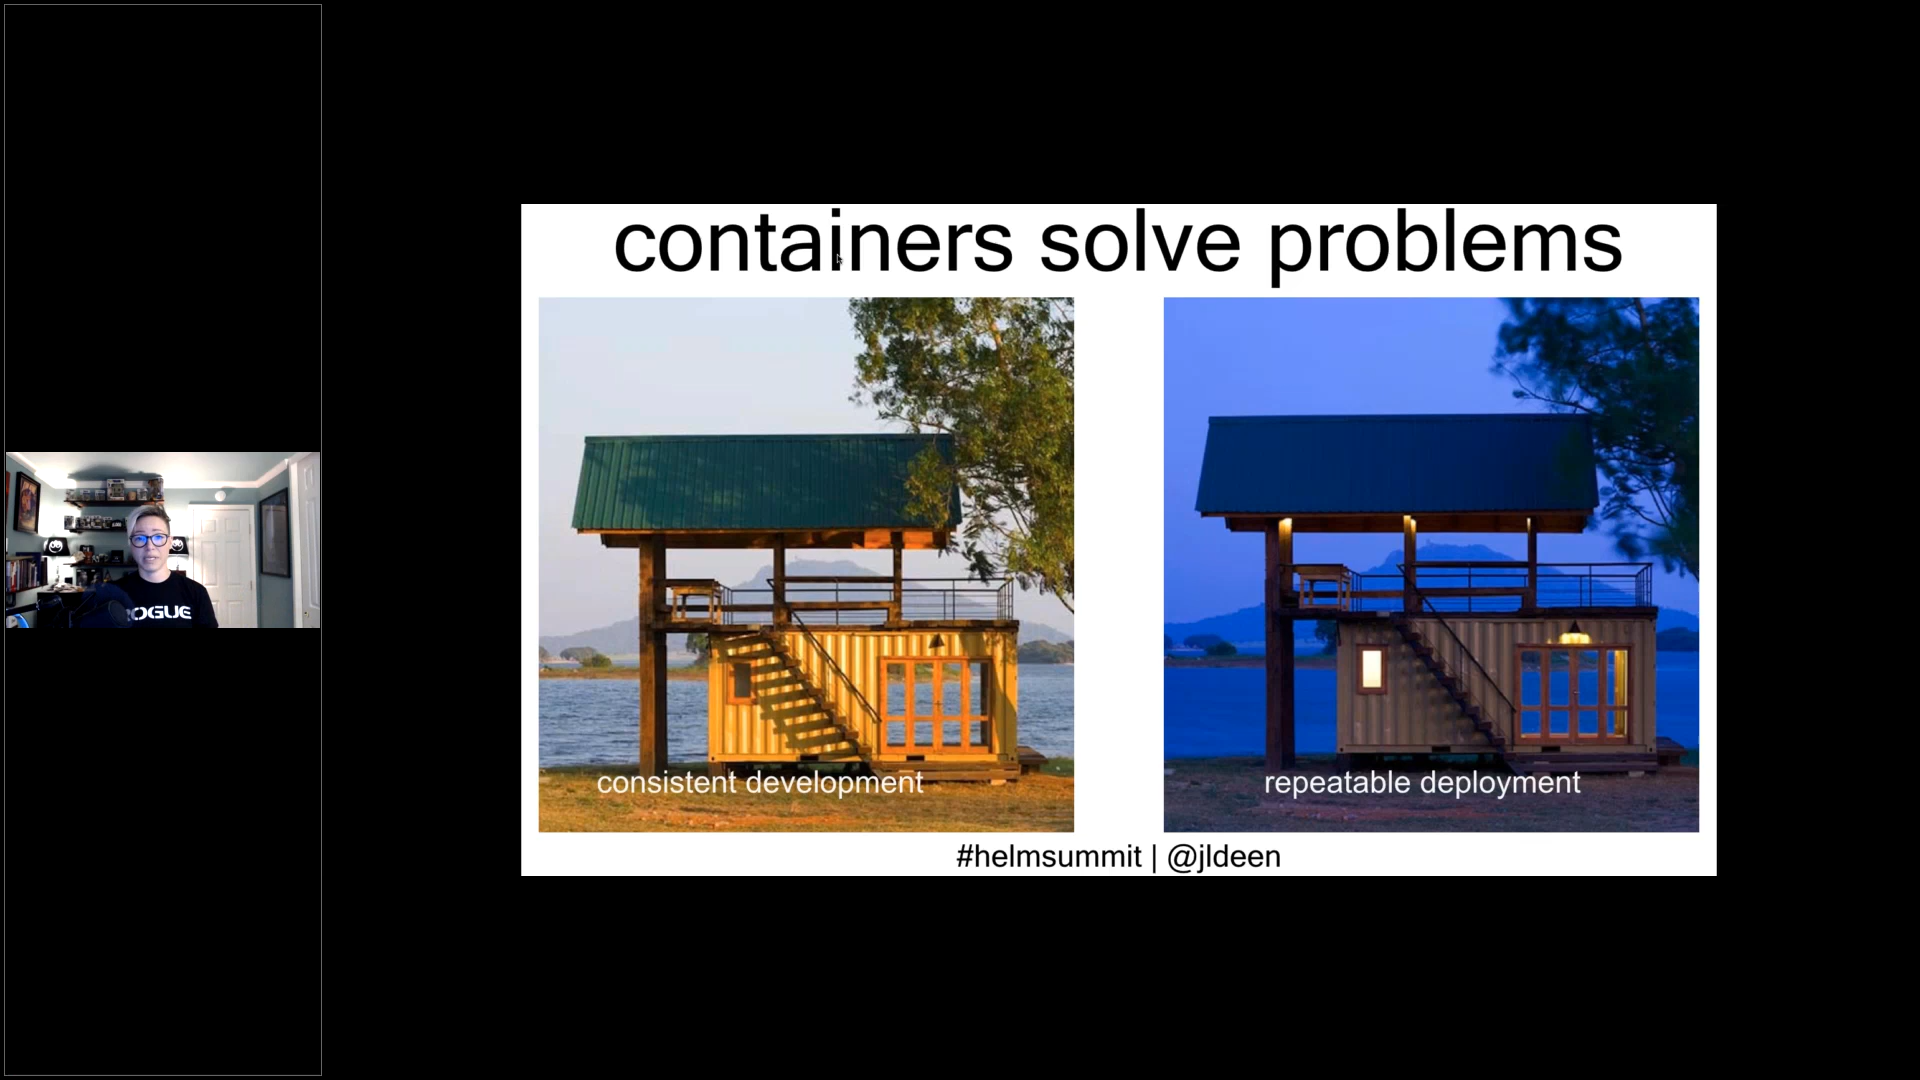 containers solve problems
consistent development
repeatable deployment
#helmsummit | @jldeen
OGUE